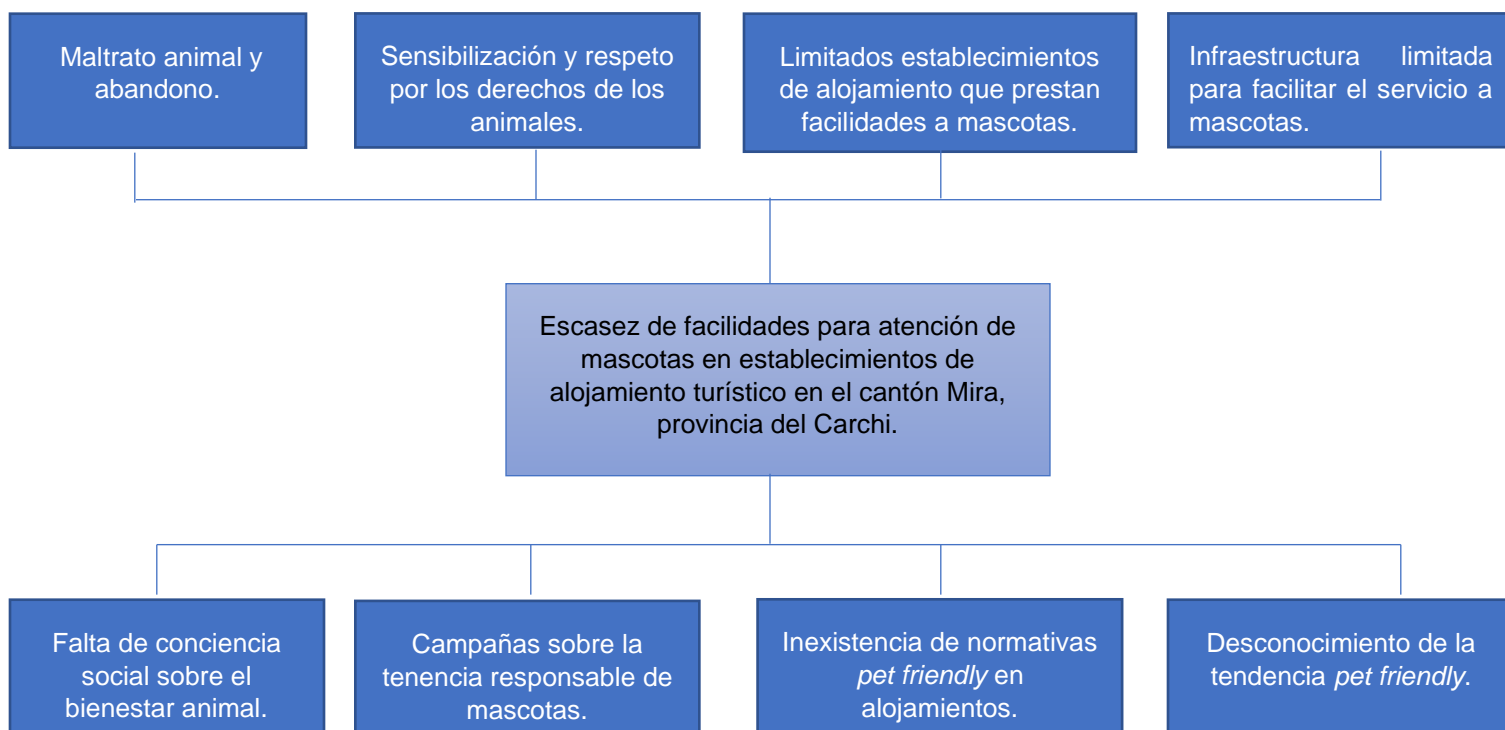 Maltrato animal y
abandono.
Sensibilización y respeto
por los derechos de los
animales.
Limitados establecimientos
de alojamiento que prestan
facilidades a mascotas.
Infraestructura limitada
para facilitar el servicio a
mascotas.
Escasez de facilidades para atención de
mascotas en establecimientos de
alojamiento turístico en el cantón Mira,
provincia del Carchi.
Falta de conciencia
social sobre el
bienestar animal.
Campañas sobre la
tenencia responsable de
mascotas.
Inexistencia de normativas
pet friendly en
alojamientos.
Desconocimiento de la
tendencia pet friendly.